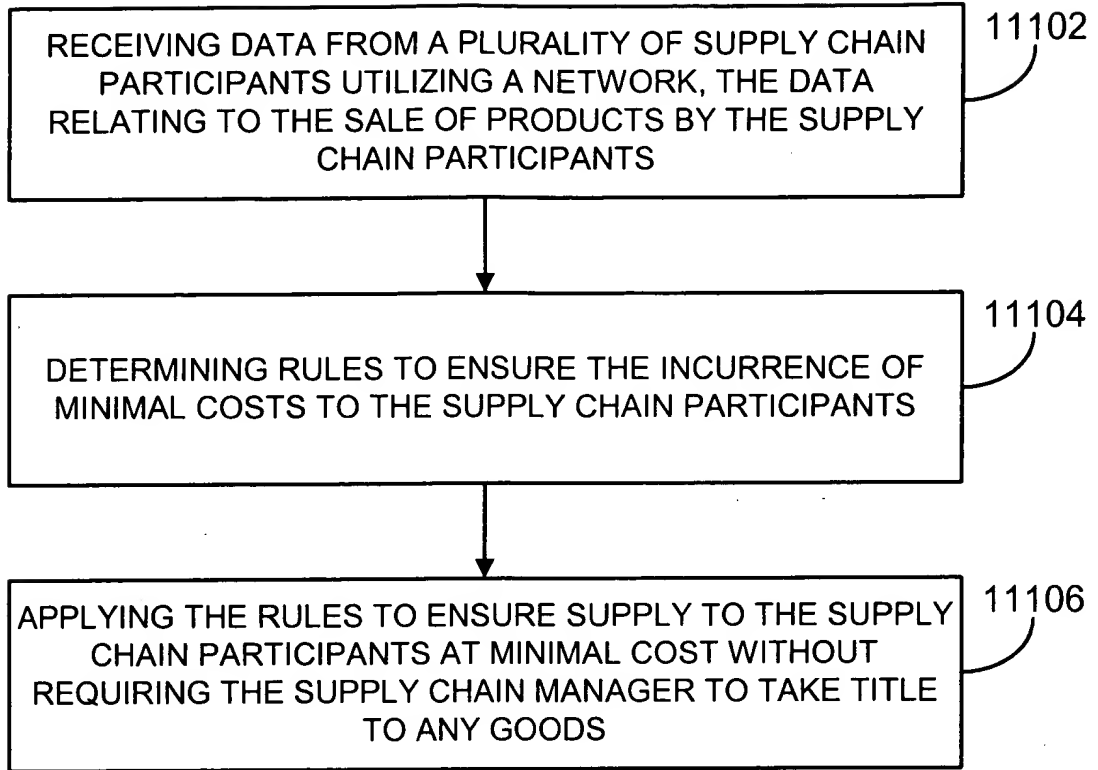 RECEIVING DATA FROM A PLURALITY OF SUPPLY CHAIN
PARTICIPANTS UTILIZING A NETWORK, THE DATA
RELATING TO THE SALE OF PRODUCTS BY THE SUPPLY
CHAIN PARTICIPANTS
11102
DETERMINING RULES TO ENSURE THE INCURRENCE OF
MINIMAL COSTS TO THE SUPPLY CHAIN PARTICIPANTS
11104
APPLYING THE RULES TO ENSURE SUPPLY TO THE SUPPLY
CHAIN PARTICIPANTS AT MINIMAL COST WITHOUT
REQUIRING THE SUPPLY CHAIN MANAGER TO TAKE TITLE
TO ANY GOODS
11106